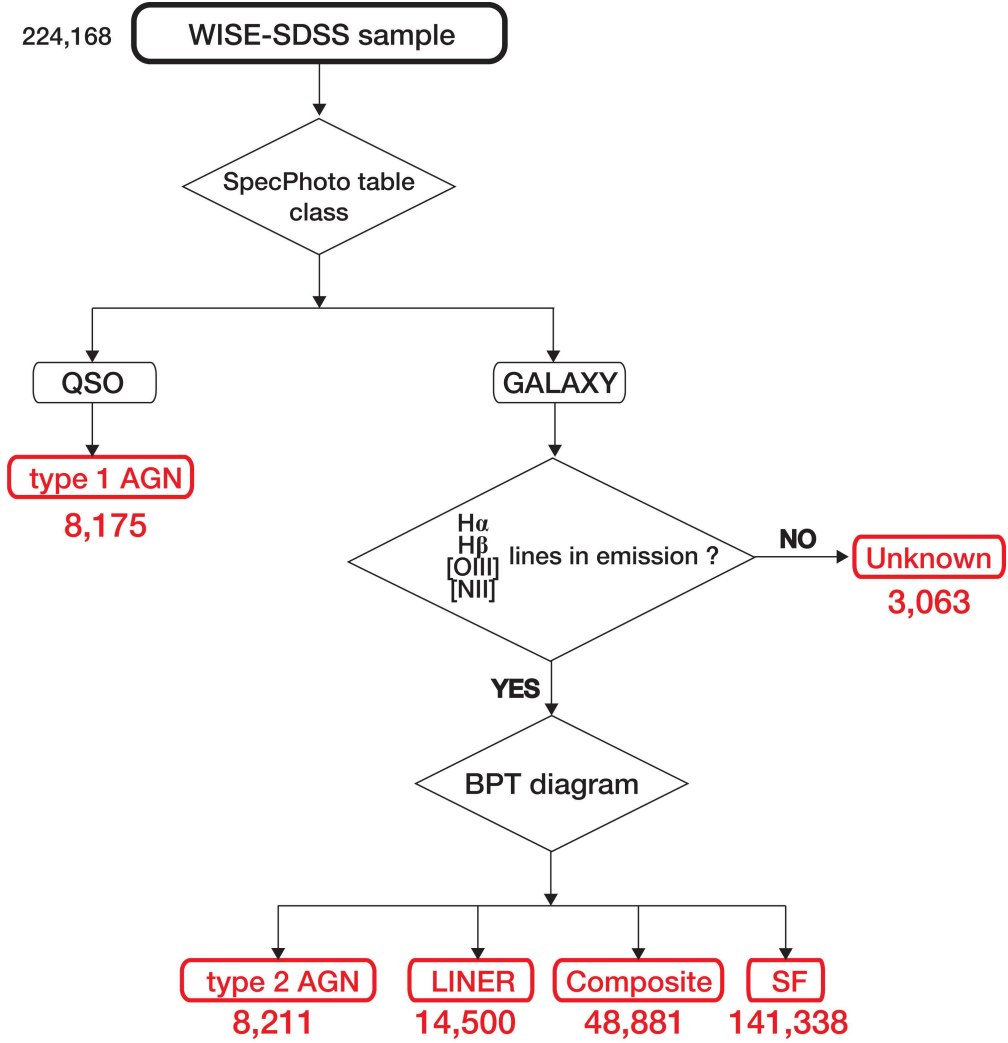 224,168
WISE-SDSS sample
SpecPhoto table
class
QSO
GALAXY
type 1 AGN
8,175
Hα
Hβ
[OIII]
[NII]
lines in emission ?
NO
Unknown
3,063
YES
BPT diagram
type 2 AGN
LINER
Composite
SF
8,211
14,500
48,881
141,338